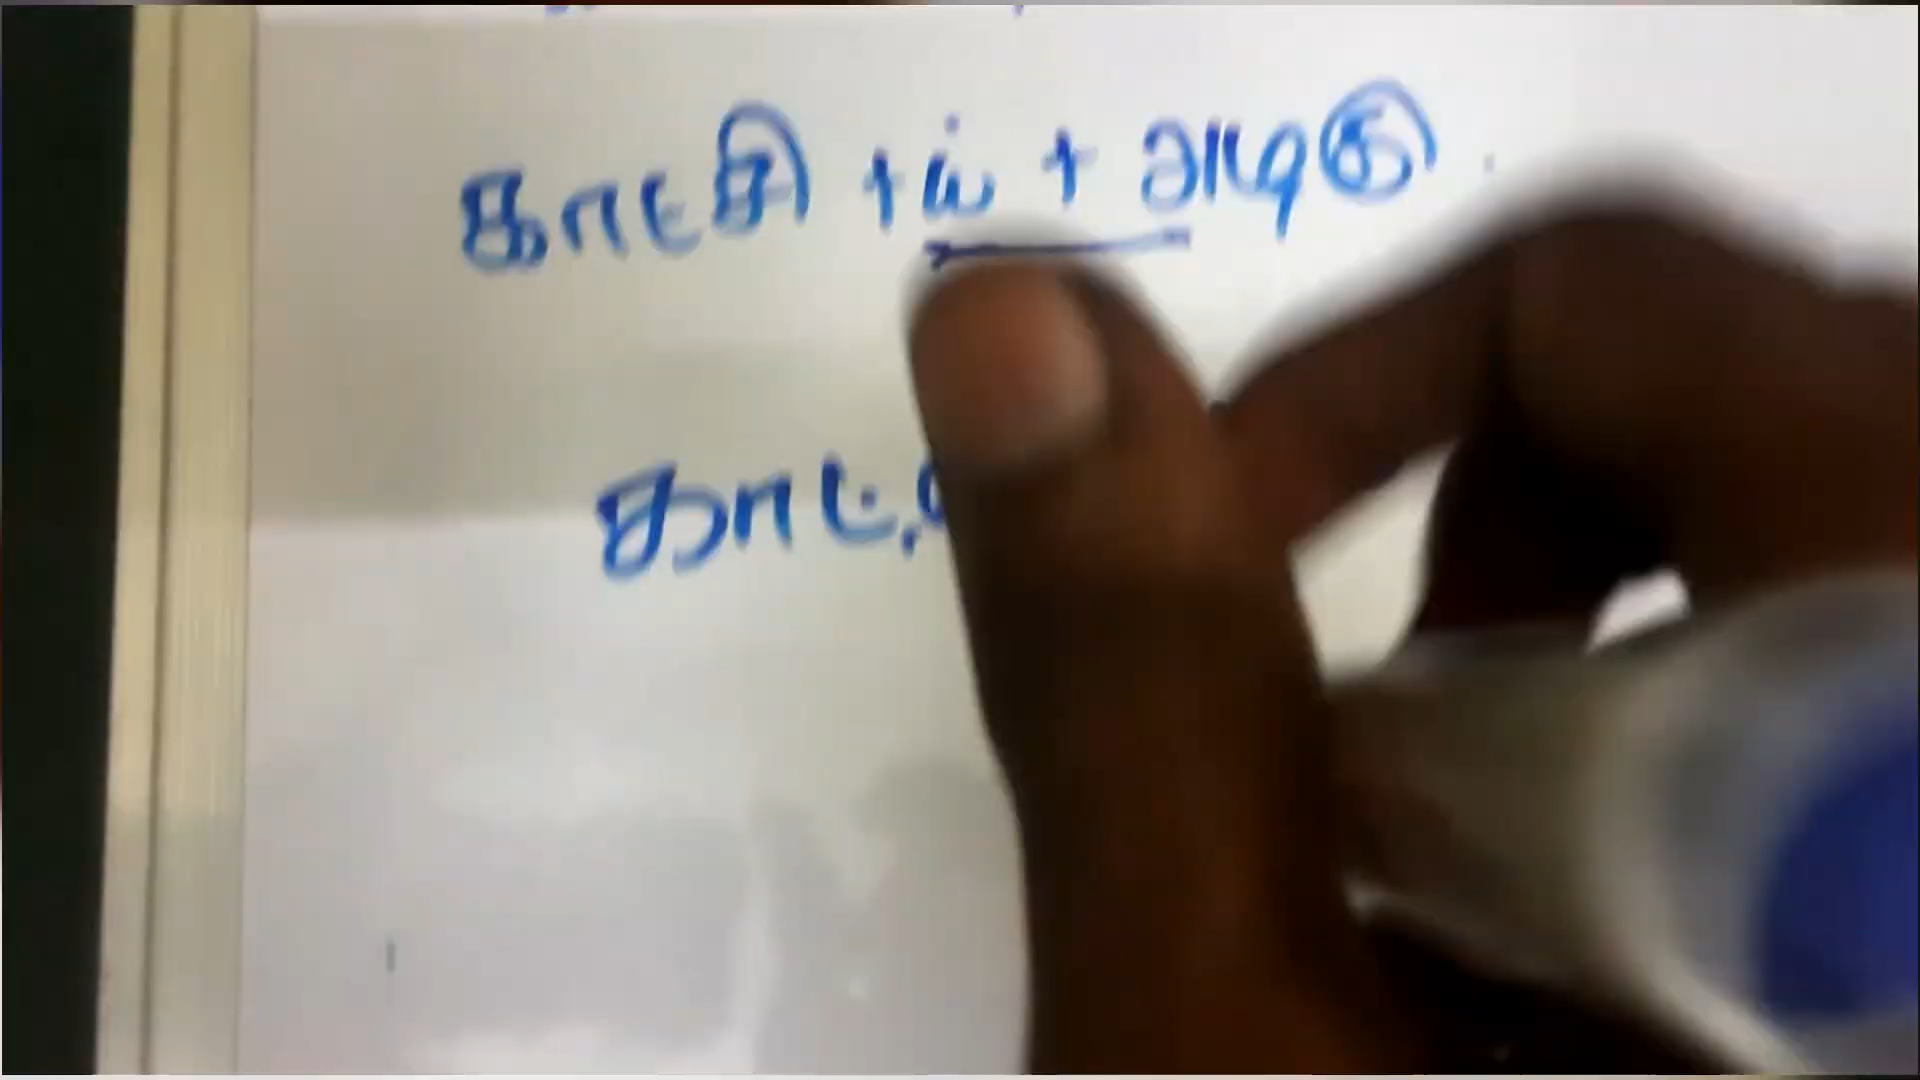 காட்சி + ய் + அழகு
காட்